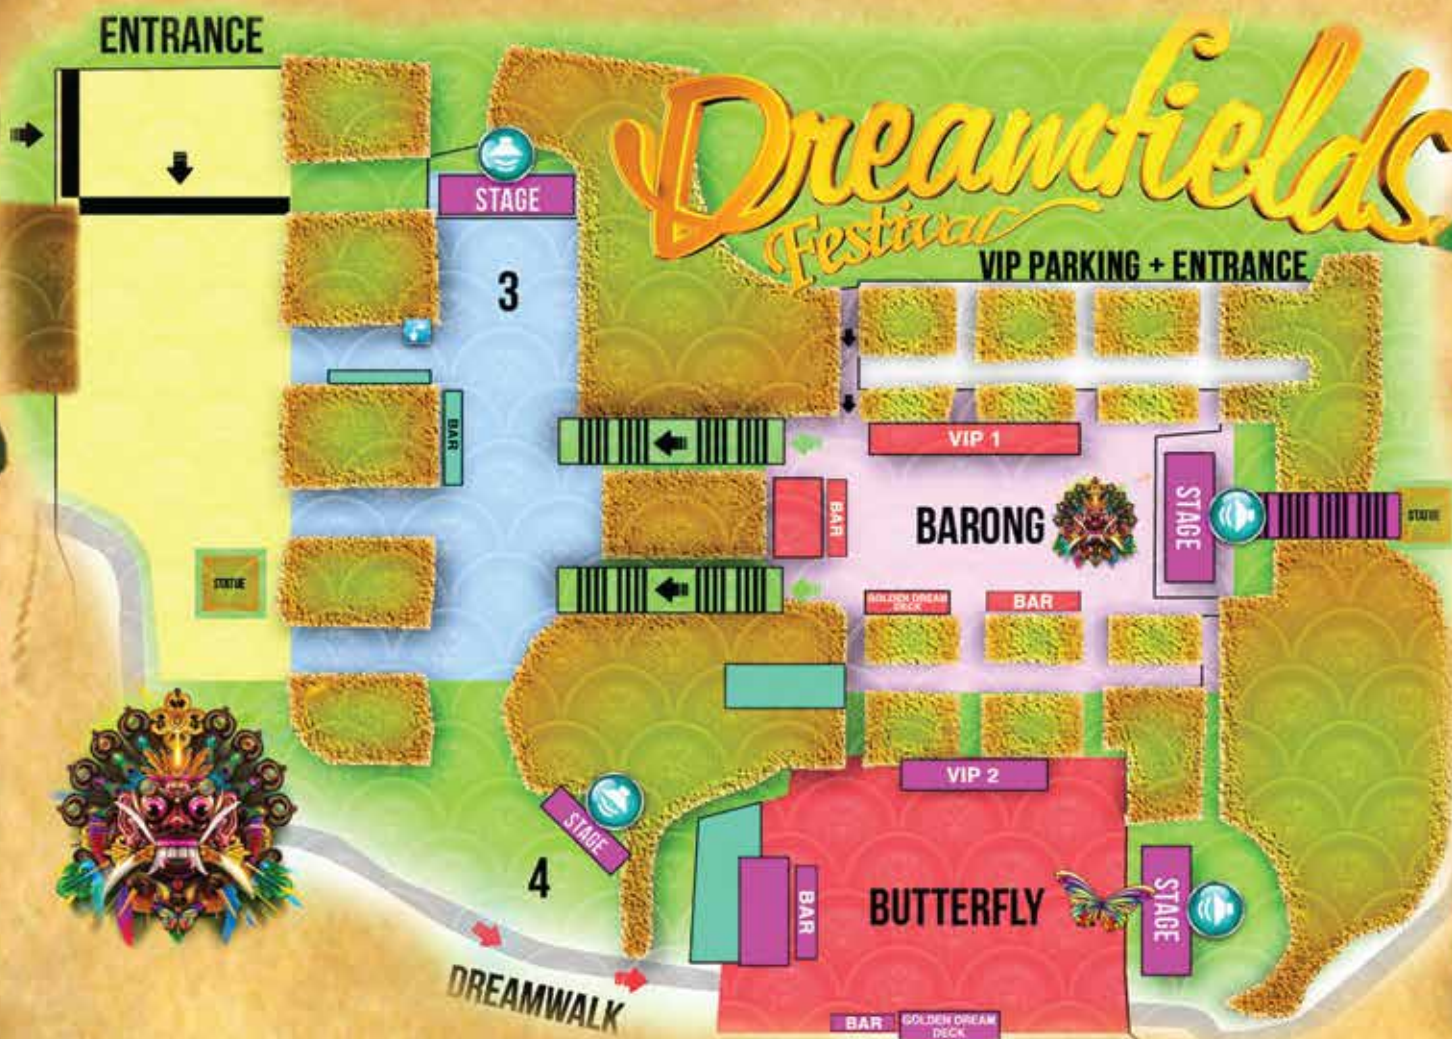 ENTRANCE
Dreamfields
Festival
VIP PARKING + ENTRANCE
STAGE
3
BAR
VIP 1
BAR
BARONG
STAGE
STATUE
STATUE
GOLDEN DREAM
DECK
BAR
VIP 2
STAGE
4
BAR
BUTTERFLY
STAGE
DREAMWALK
BAR
GOLDEN DREAM
DECK